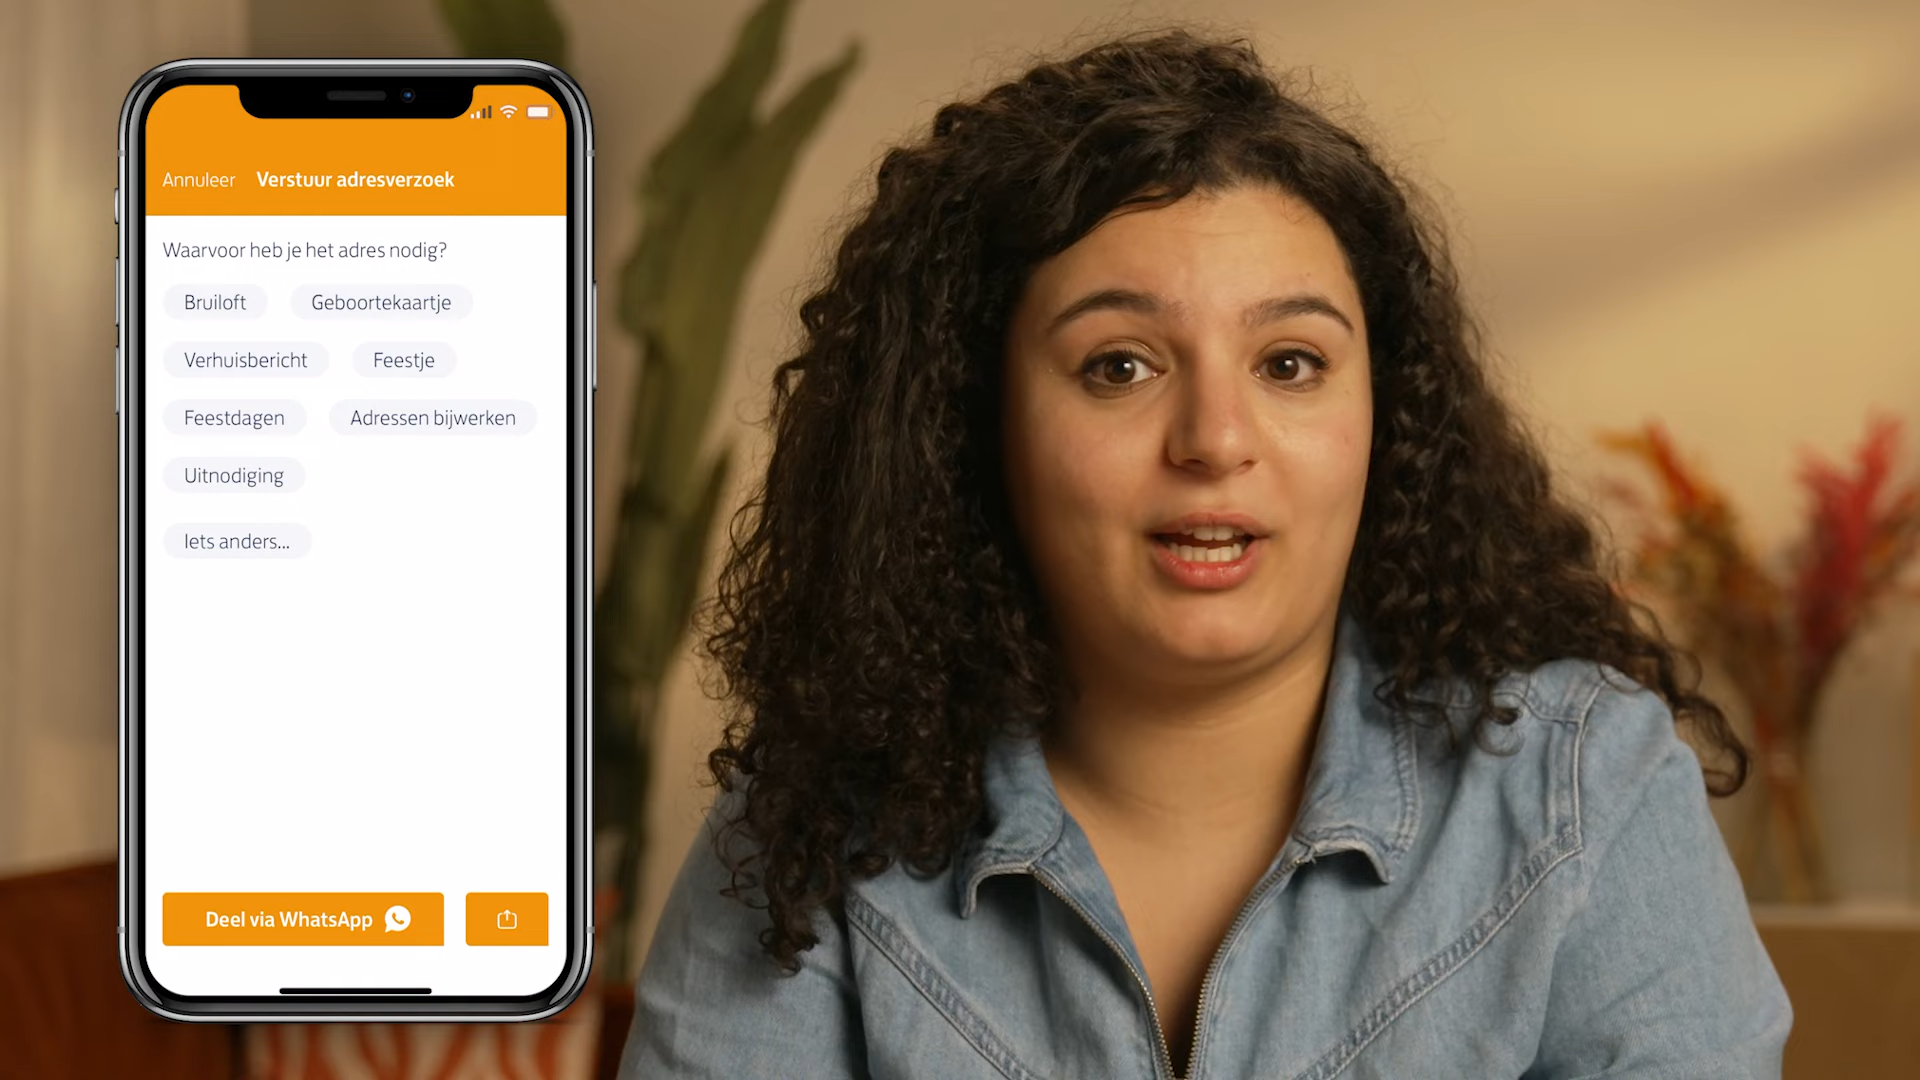 Annuleer Verstuur adresverzoek
Waarvoor heb je het adres nodig?
Bruiloft Geboortekaartje
Verhuisbericht Feestje
Feestdagen Adressen bijwerken
Uitnodiging
Iets anders...
Deel via WhatsApp